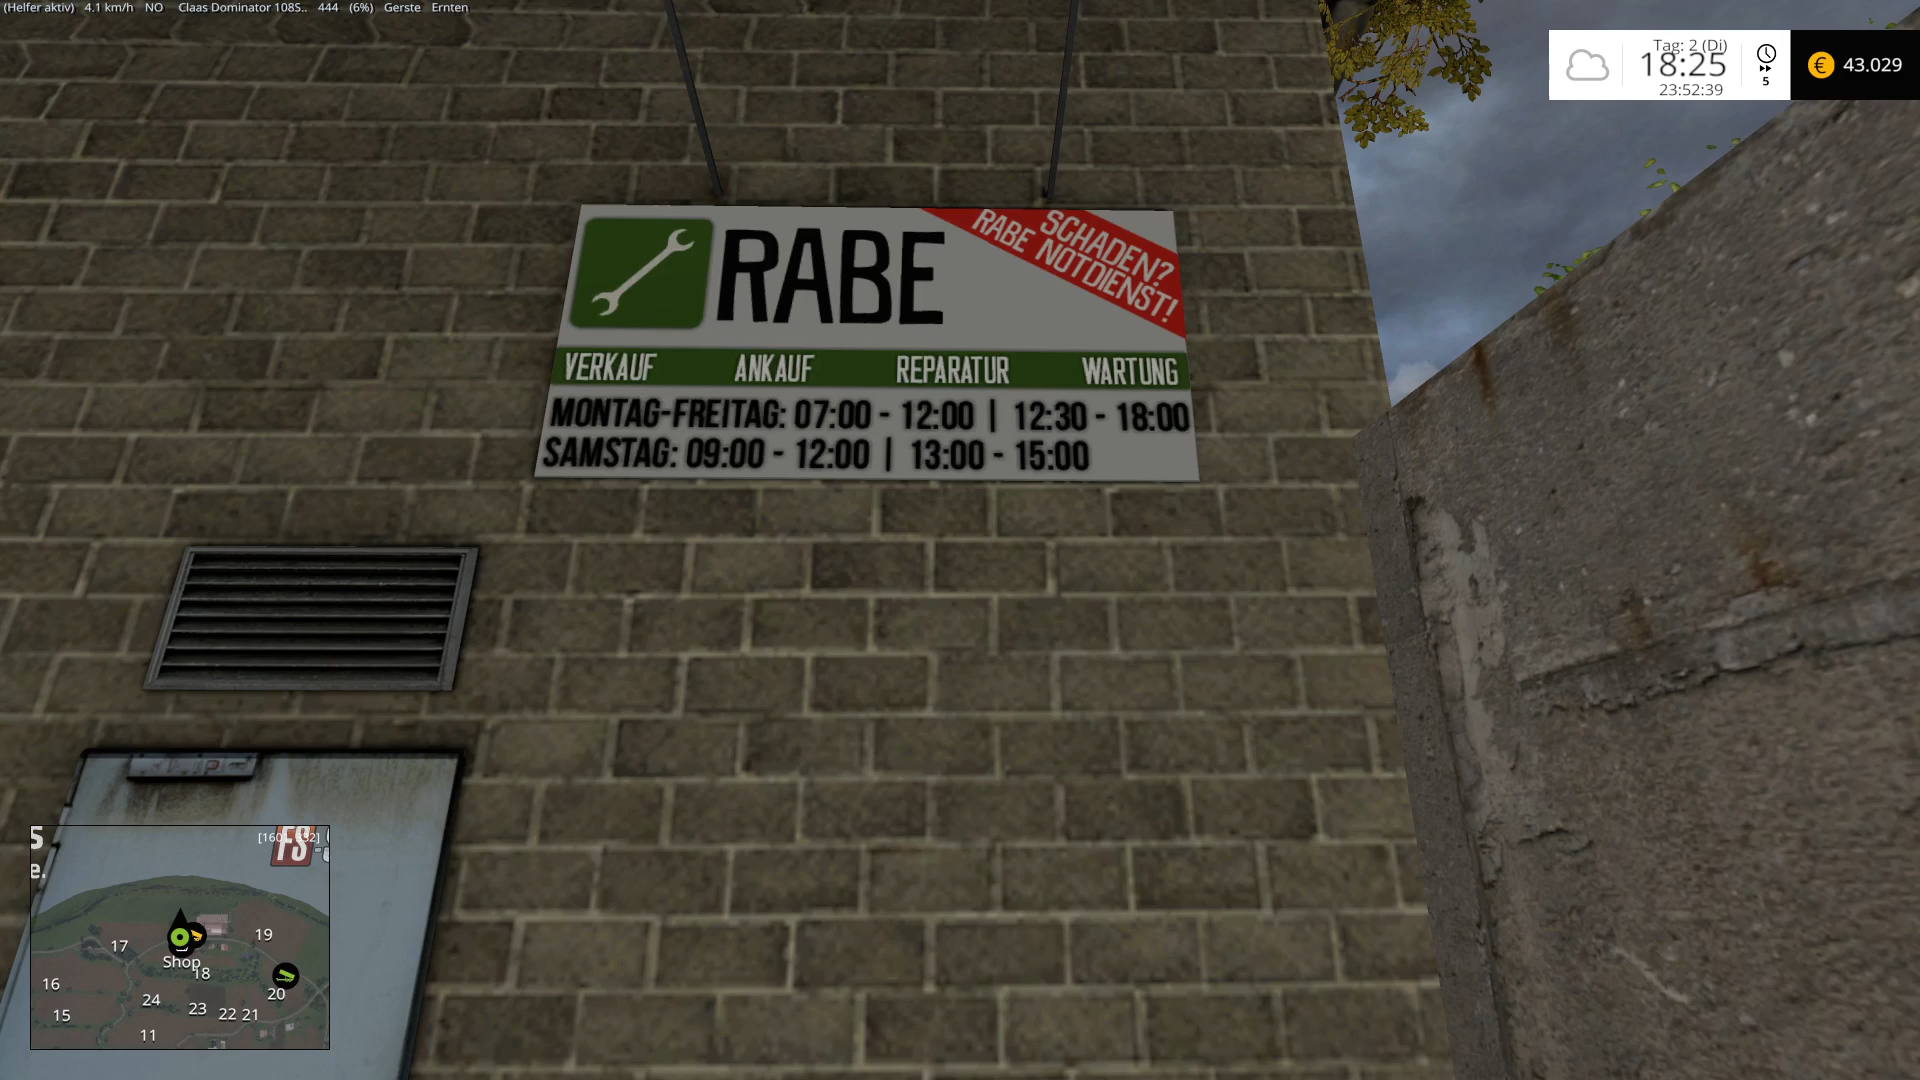 (Helfer aktiv) 4.1 km/h NO Claas Dominator 108S.. 444 (6%) Gerste Ernten
Tag: 2 (Di)
18:25
23:52:39
5
€ 43.029
RABE
SCHADEN?
RABE NOTDIENST!
VERKAUF ANKAUF REPARATUR WARTUNG
MONTAG-FREITAG: 07:00 - 12:00 | 12:30 - 18:00
SAMSTAG: 09:00 - 12:00 | 13:00 - 15:00
S
FS
e.
19
17
Shop
18
16
20
24
23
22
21
15
11